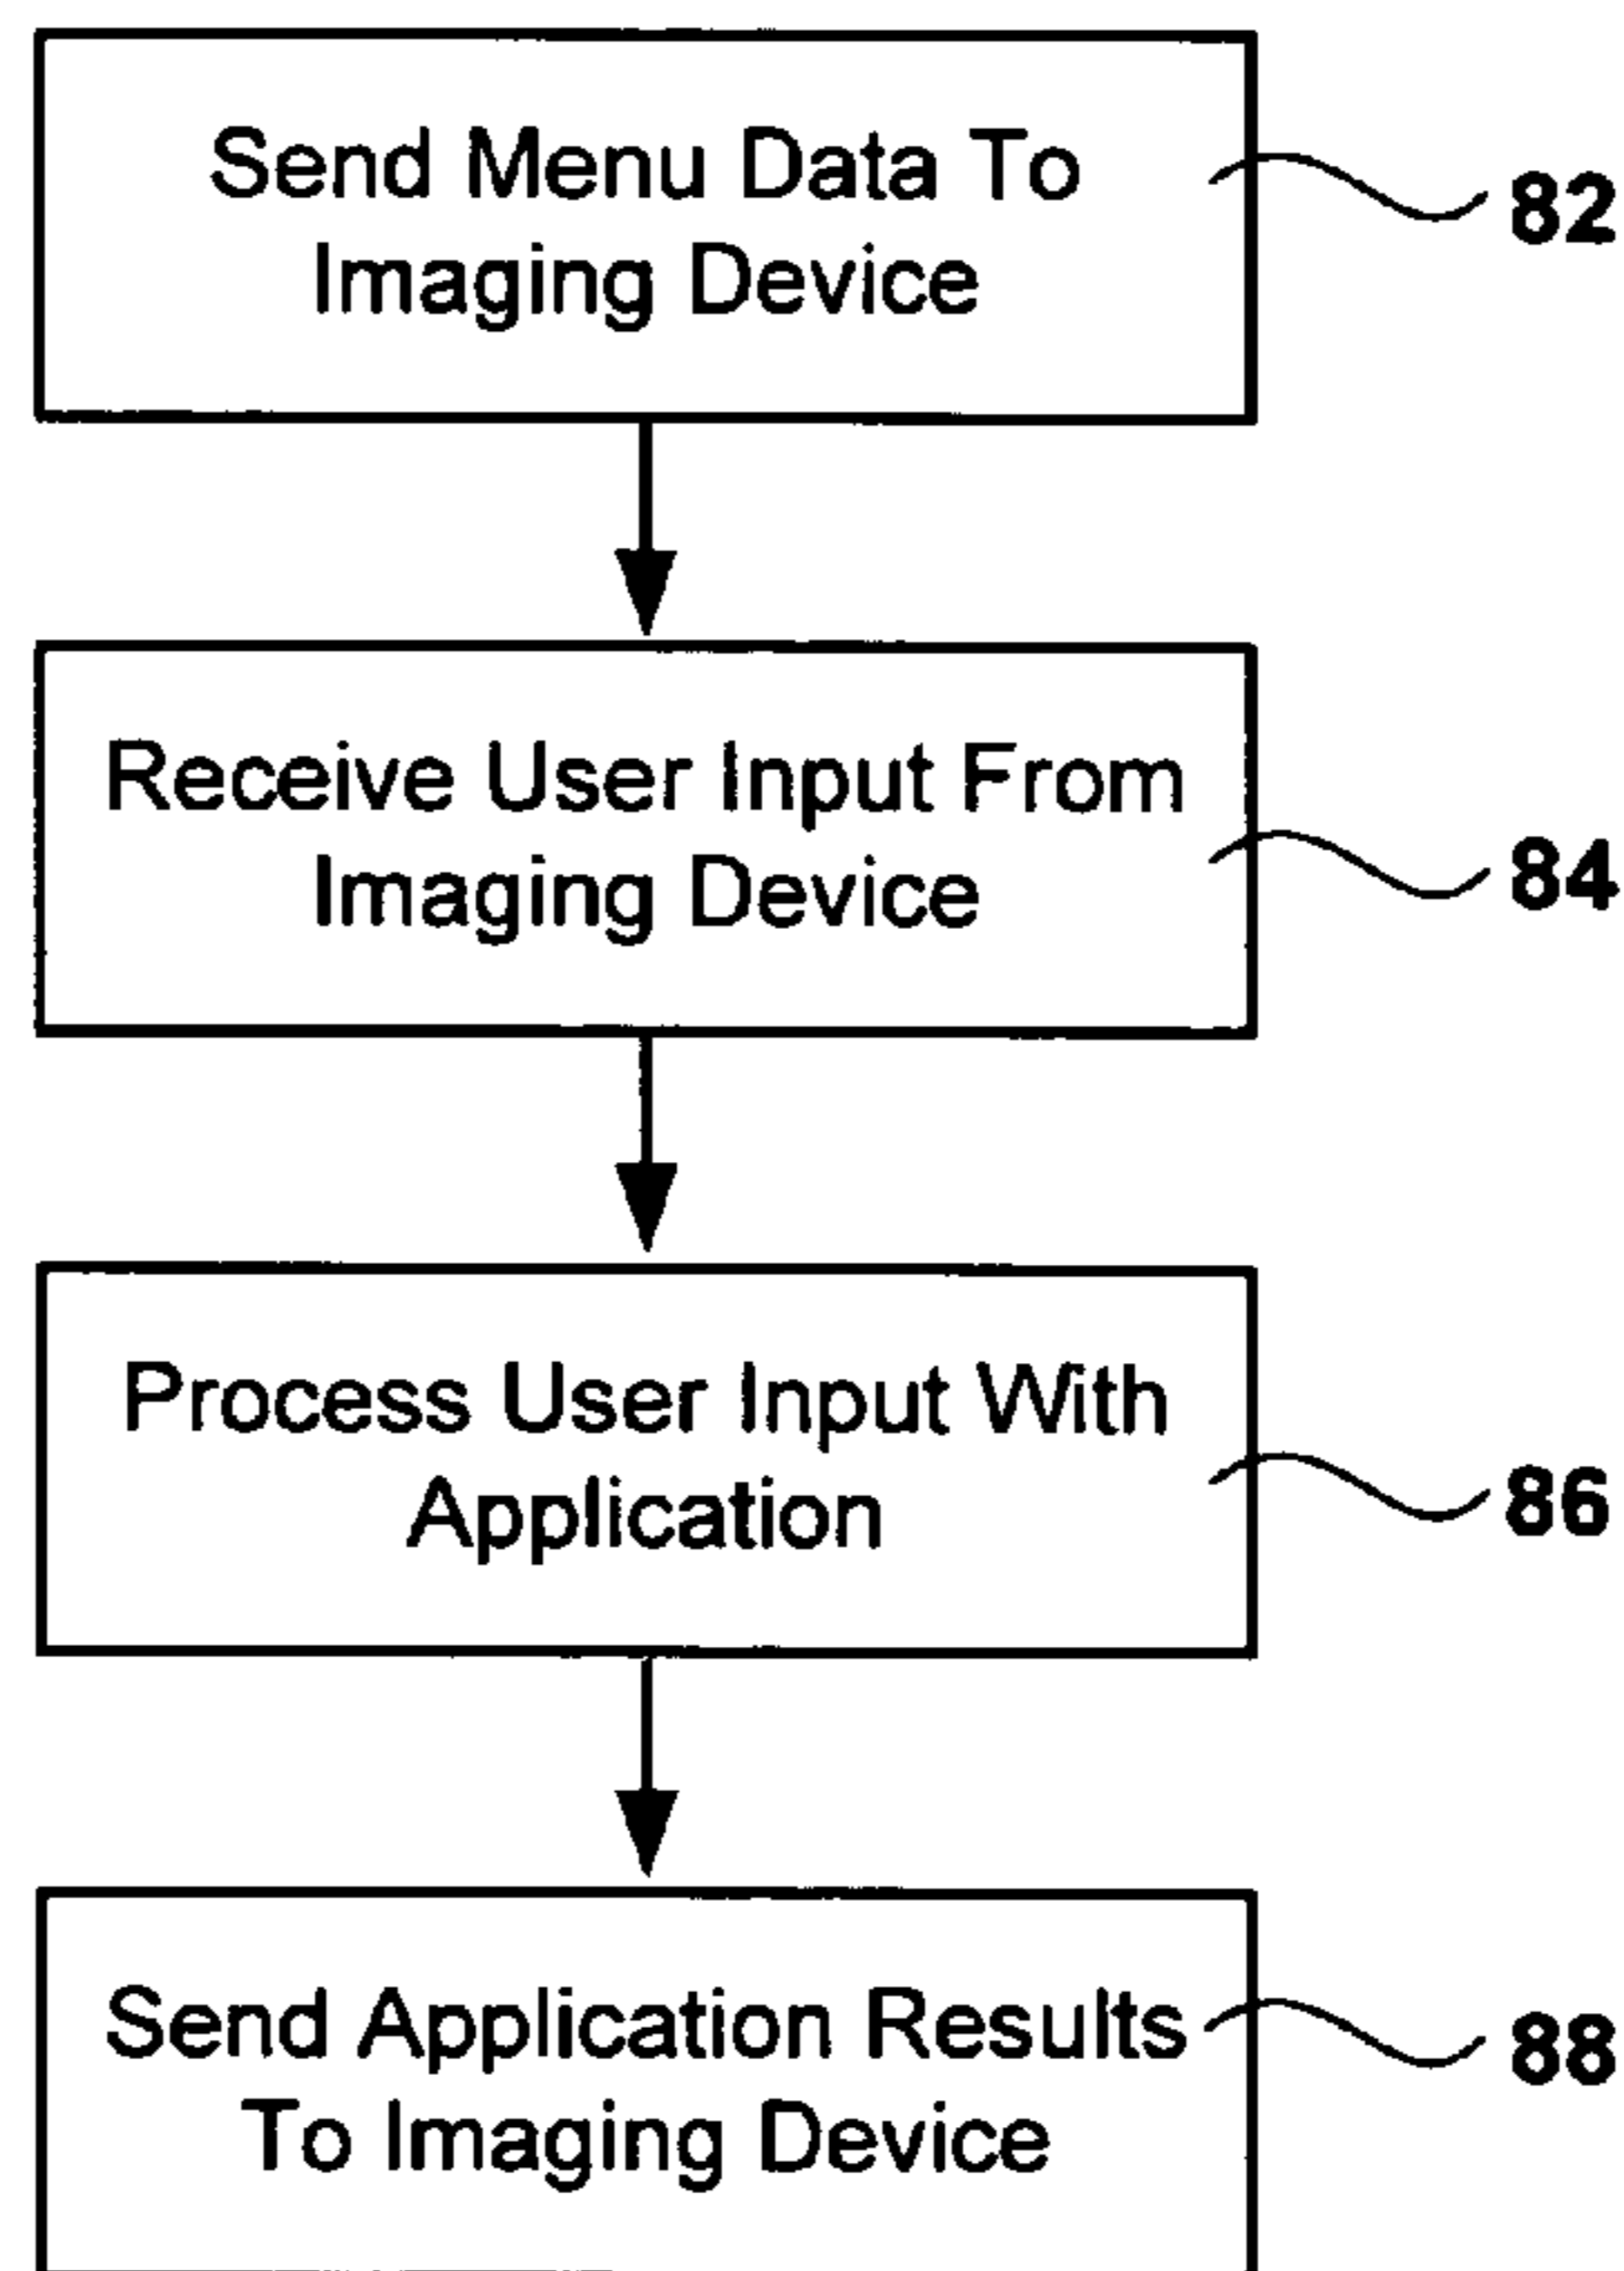 Send Menu Data To
Imaging Device
82
Receive User Input From
Imaging Device
84
Process User Input With
Application
86
Send Application Results
To Imaging Device
88